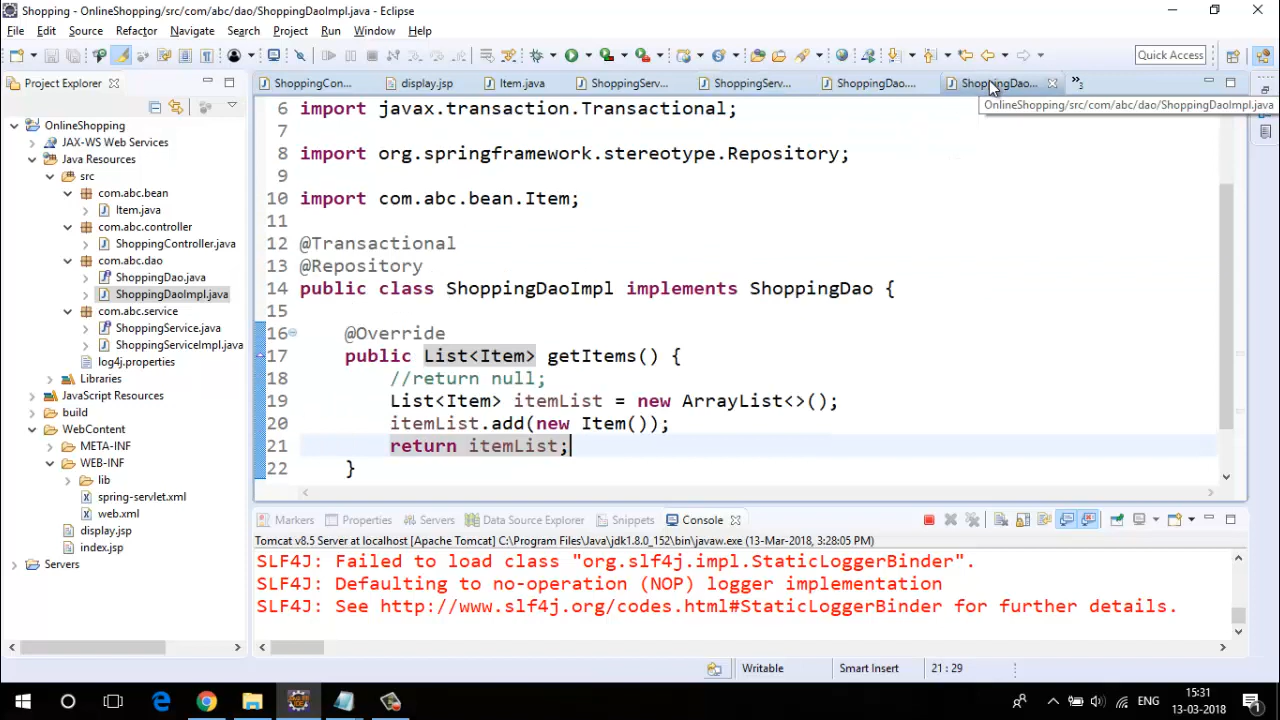 Shopping - OnlineShopping/src/com/abc/dao/ShoppingDaoImpl.java - Eclipse
File Edit Source Refactor Navigate Search Project Run Window Help
Quick Access
Project Explorer
ShoppingCon... display.jsp Item.java ShoppingServ... ShoppingServ... ShoppingDao.... ShoppingDao... »3
OnlineShopping/src/com/abc/dao/ShoppingDaoImpl.java
OnlineShopping
JAX-WS Web Services
Java Resources
src
com.abc.bean
Item.java
com.abc.controller
ShoppingController.java
com.abc.dao
ShoppingDao.java
ShoppingDaoImpl.java
com.abc.service
ShoppingService.java
ShoppingServiceImpl.java
log4j.properties
Libraries
JavaScript Resources
build
WebContent
META-INF
WEB-INF
lib
spring-servlet.xml
web.xml
display.jsp
index.jsp
Servers
6 import javax.transaction.Transactional;
7
8 import org.springframework.stereotype.Repository;
9
10 import com.abc.bean.Item;
11
12 @Transactional
13 @Repository
14 public class ShoppingDaoImpl implements ShoppingDao {
15
16 @Override
17 public List<Item> getItems() {
18 //return null;
19 List<Item> itemList = new ArrayList<>();
20 itemList.add(new Item());
21 return itemList;
22 }
Markers Properties Servers Data Source Explorer Snippets Console
Tomcat v8.5 Server at localhost [Apache Tomcat] C:\Program Files\Java\jdk1.8.0_152\bin\javaw.exe (13-Mar-2018, 3:28:05 PM)
SLF4J: Failed to load class "org.slf4j.impl.StaticLoggerBinder".
SLF4J: Defaulting to no-operation (NOP) logger implementation
SLF4J: See http://www.slf4j.org/codes.html#StaticLoggerBinder for further details.
Writable Smart Insert 21 : 29
ENG 15:31
13-03-2018